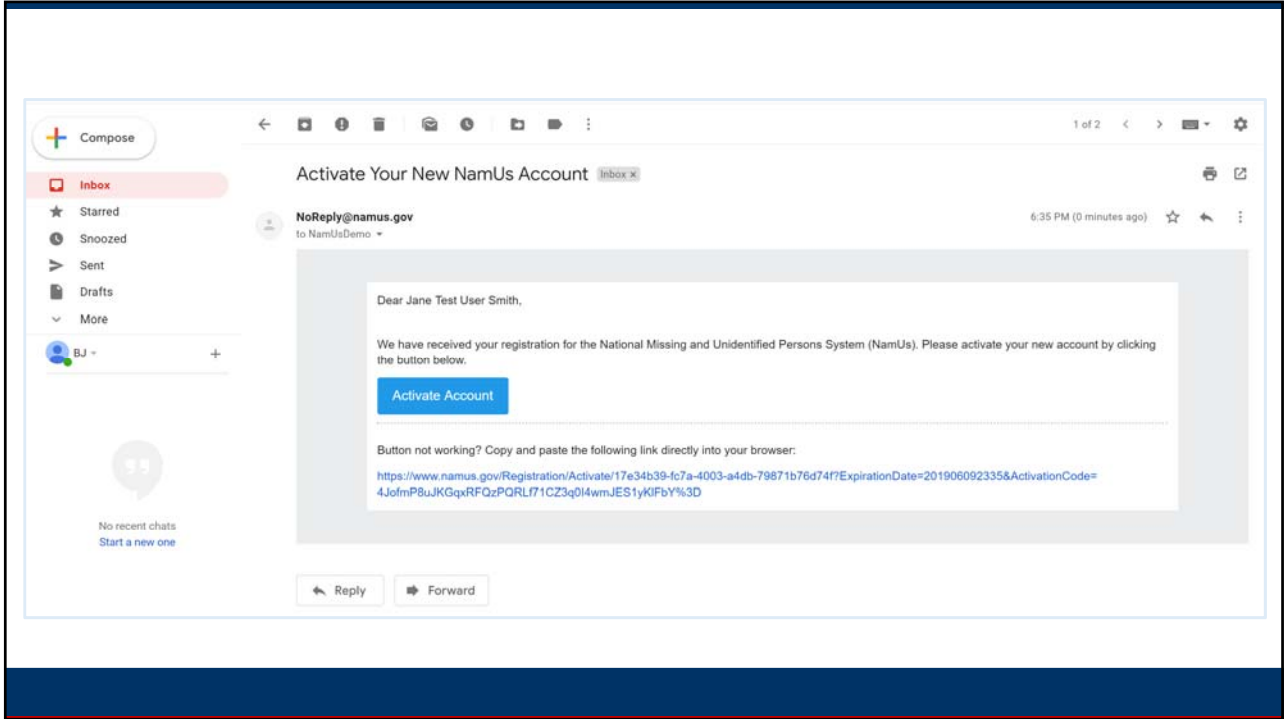 Compose
1 of 2
Activate Your New NamUs Account Inbox x
Inbox
Starred
NoReply@namus.gov
6:35 PM (0 minutes ago)
to NamUsDemo
Snoozed
Sent
Drafts
Dear Jane Test User Smith,
More
We have received your registration for the National Missing and Unidentified Persons System (NamUs). Please activate your new account by clicking
the button below.
BJ
Activate Account
Button not working? Copy and paste the following link directly into your browser:
https://www.namus.gov/Registration/Activate/17e34b39-fc7a-4003-a4db-79871b76d74f?ExpirationDate=201906092335&ActivationCode=
4JofmP8uJKGqxRFQzPQRLf71CZ3q0I4wmJES1yKlFbY%3D
No recent chats
Start a new one
Reply
Forward